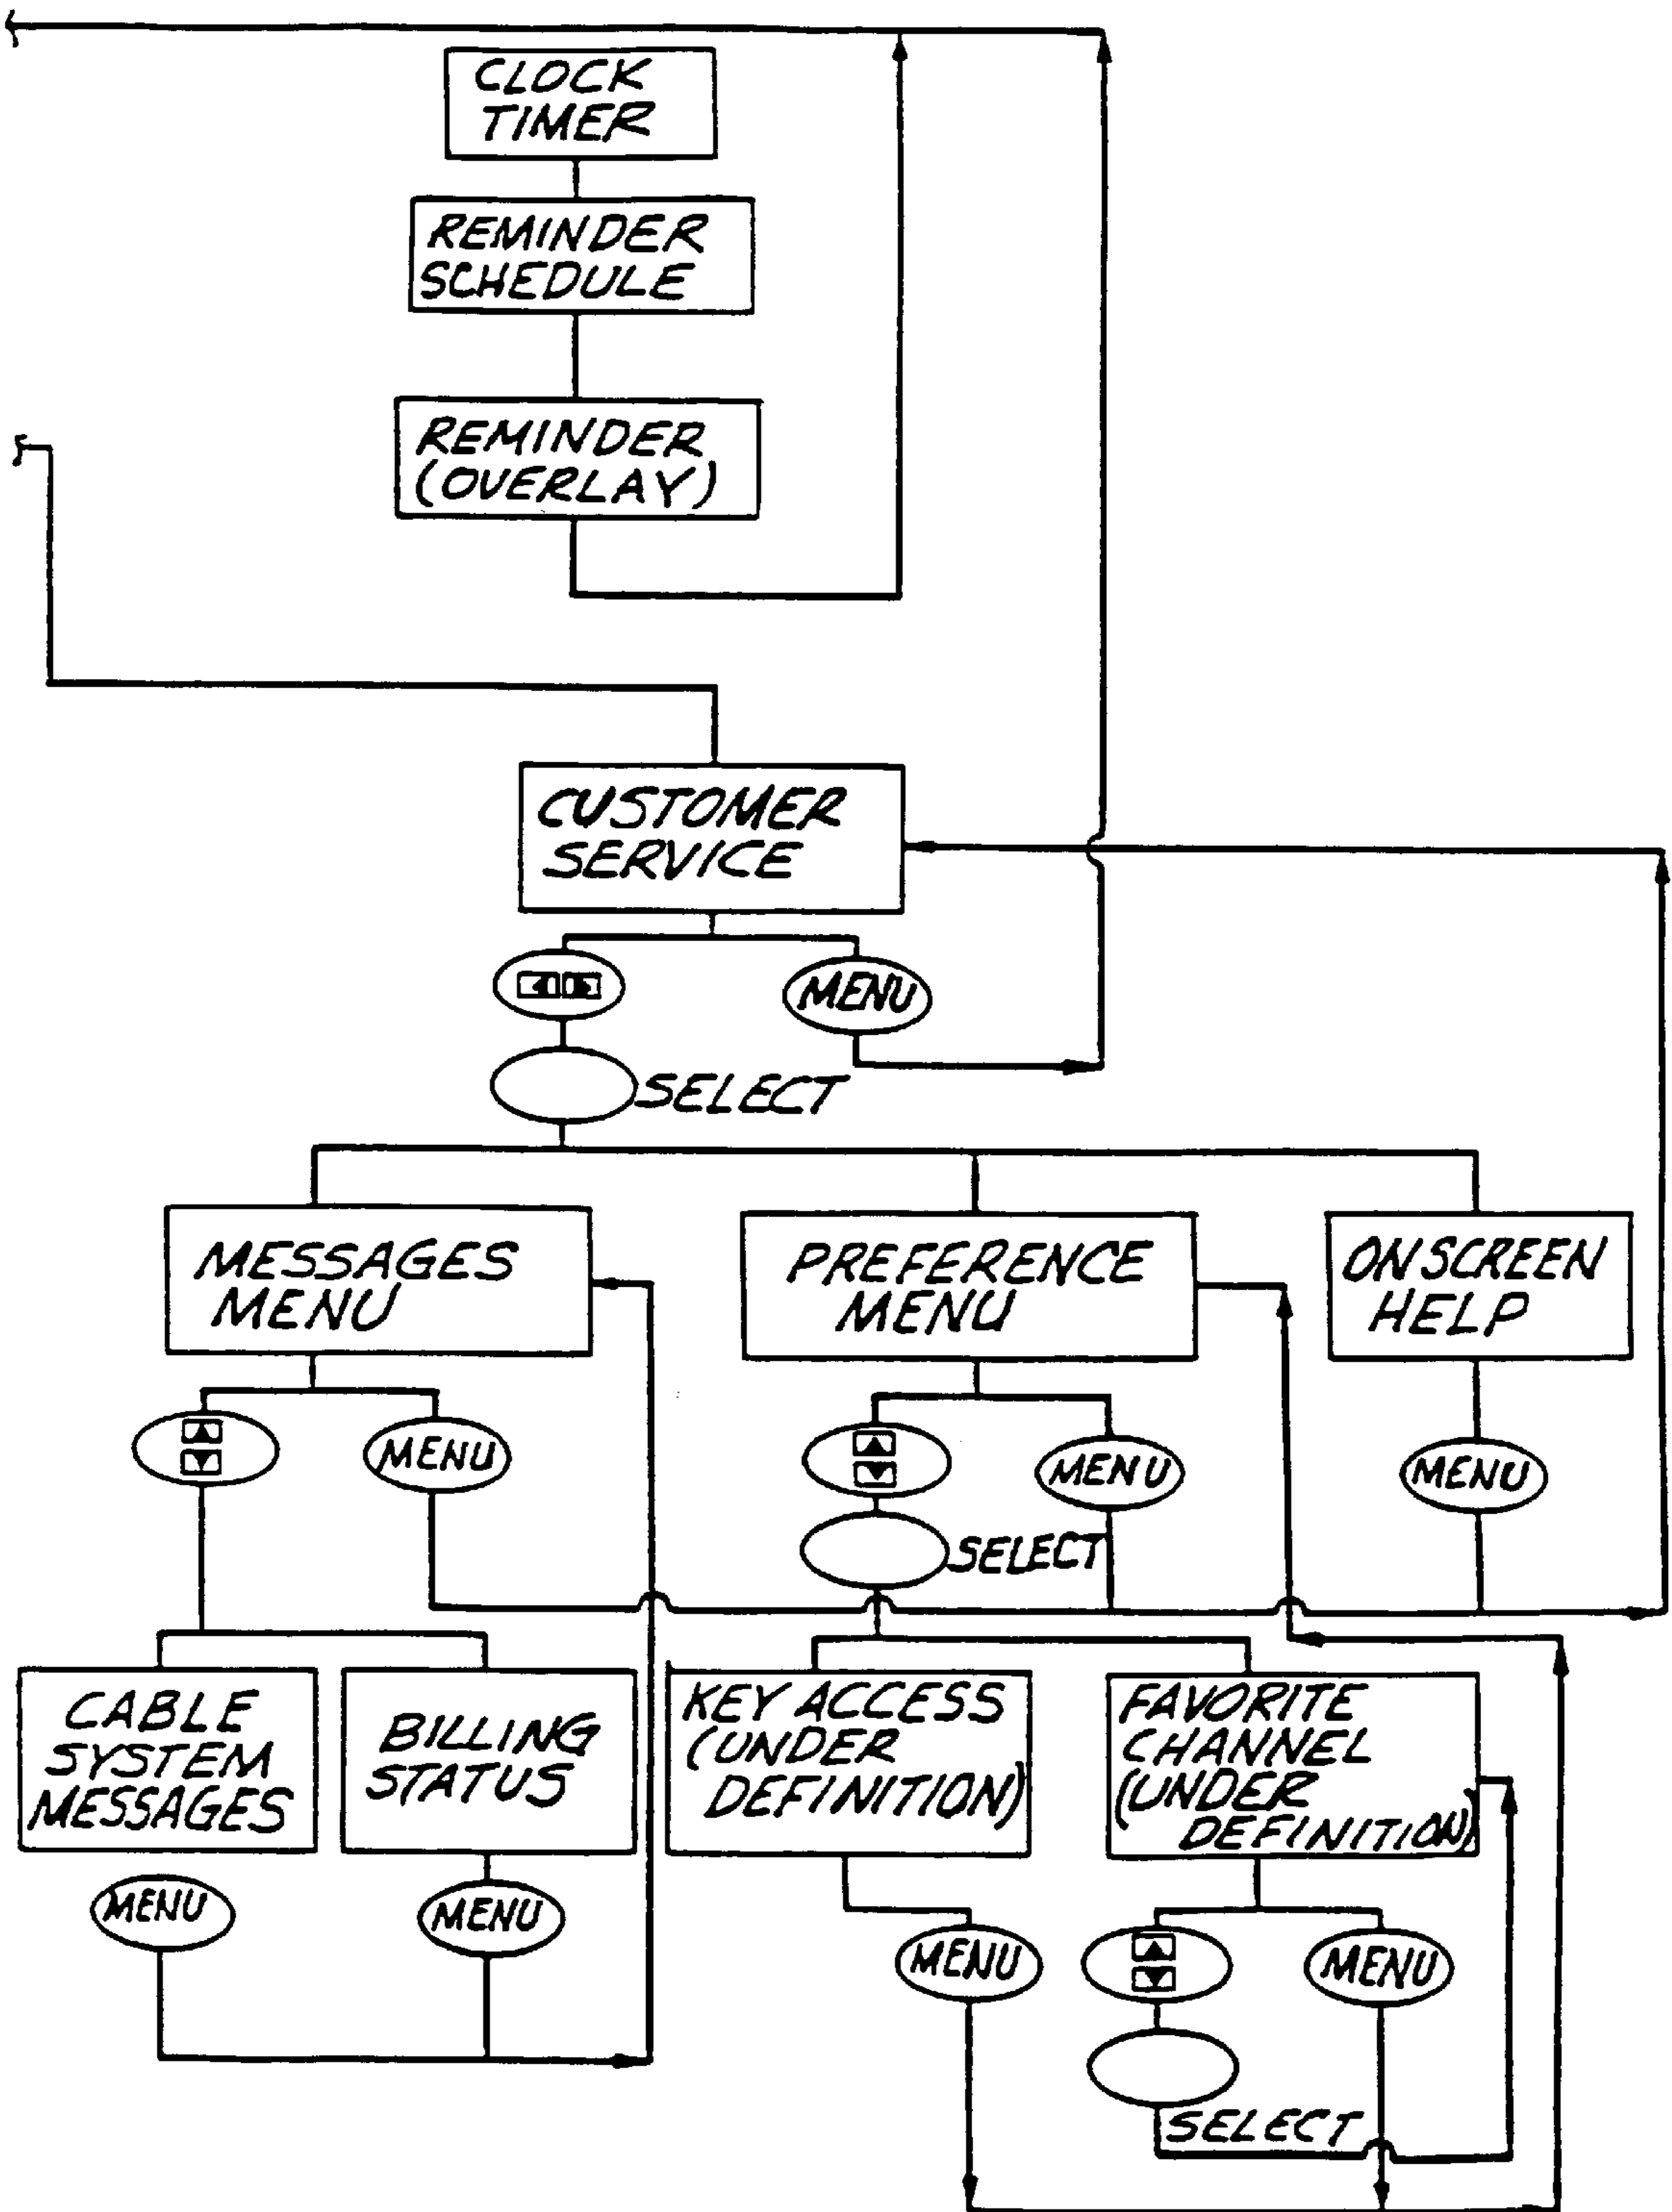 CLOCK
TIMER
REMINDER
SCHEDULE
REMINDER
(OVERLAY)
CUSTOMER
SERVICE
MENU
SELECT
MESSAGES
MENU
PREFERENCE
MENU
ON SCREEN
HELP
MENU
MENU
MENU
SELECT
CABLE
SYSTEM
MESSAGES
BILLING
STATUS
KEY ACCESS
(UNDER
DEFINITION)
FAVORITE
CHANNEL
(UNDER
DEFINITION)
MENU
MENU
MENU
MENU
SELECT